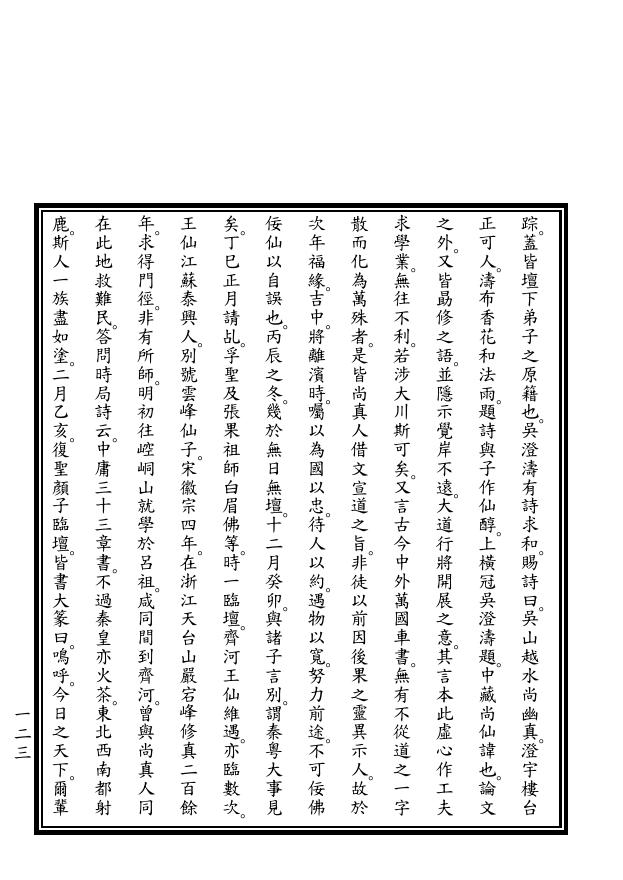 踪。蓋皆壇下弟子之原籍也。吳澄濤有詩求和。賜詩曰。吳山越水尚幽真。澄宇樓台
正可人。濤布香花和法雨。題詩與子作仙醇。上橫冠吳澄濤題。中藏尚仙諱也。論文
之外。又皆勗修之語。並隱示覺岸不遠。大道行將開展之意。其言本此虛心作工夫
求學業。無往不利。若涉大川斯可矣。又言古今中外萬國車書。無有不從道之一字
散而化為萬殊者。是皆尚真人借文宣道之旨。非徒以前因後果之靈異示人。故於
次年福緣。吉中。將離濱時。囑以為國以忠。待人以約。遇物以寬。努力前途。不可佞佛
佞仙以自誤也。丙辰之冬。幾於無日無壇。十二月癸卯。與諸子言別。謂秦粵大事見
矣。丁巳正月請乩。孚聖及張果祖師白眉佛等。時一臨壇。齊河王仙維遇。亦臨數次。
王仙江蘇泰興人。別號雲峰仙子。宋徽宗四年。在浙江天台山嚴宕峰修真二百餘
年。求得門徑。非有所師。明初往崆峒山就學於呂祖。咸同間到齊河。曾與尚真人同
在此地救難民。答問時局詩云。中庸三十三章書。不過秦皇亦火茶。東北西南都射
鹿。斯人一族盡如塗。二月乙亥。復聖顏子臨壇。皆書大篆曰。嗚呼。今日之天下。爾輩
一二三